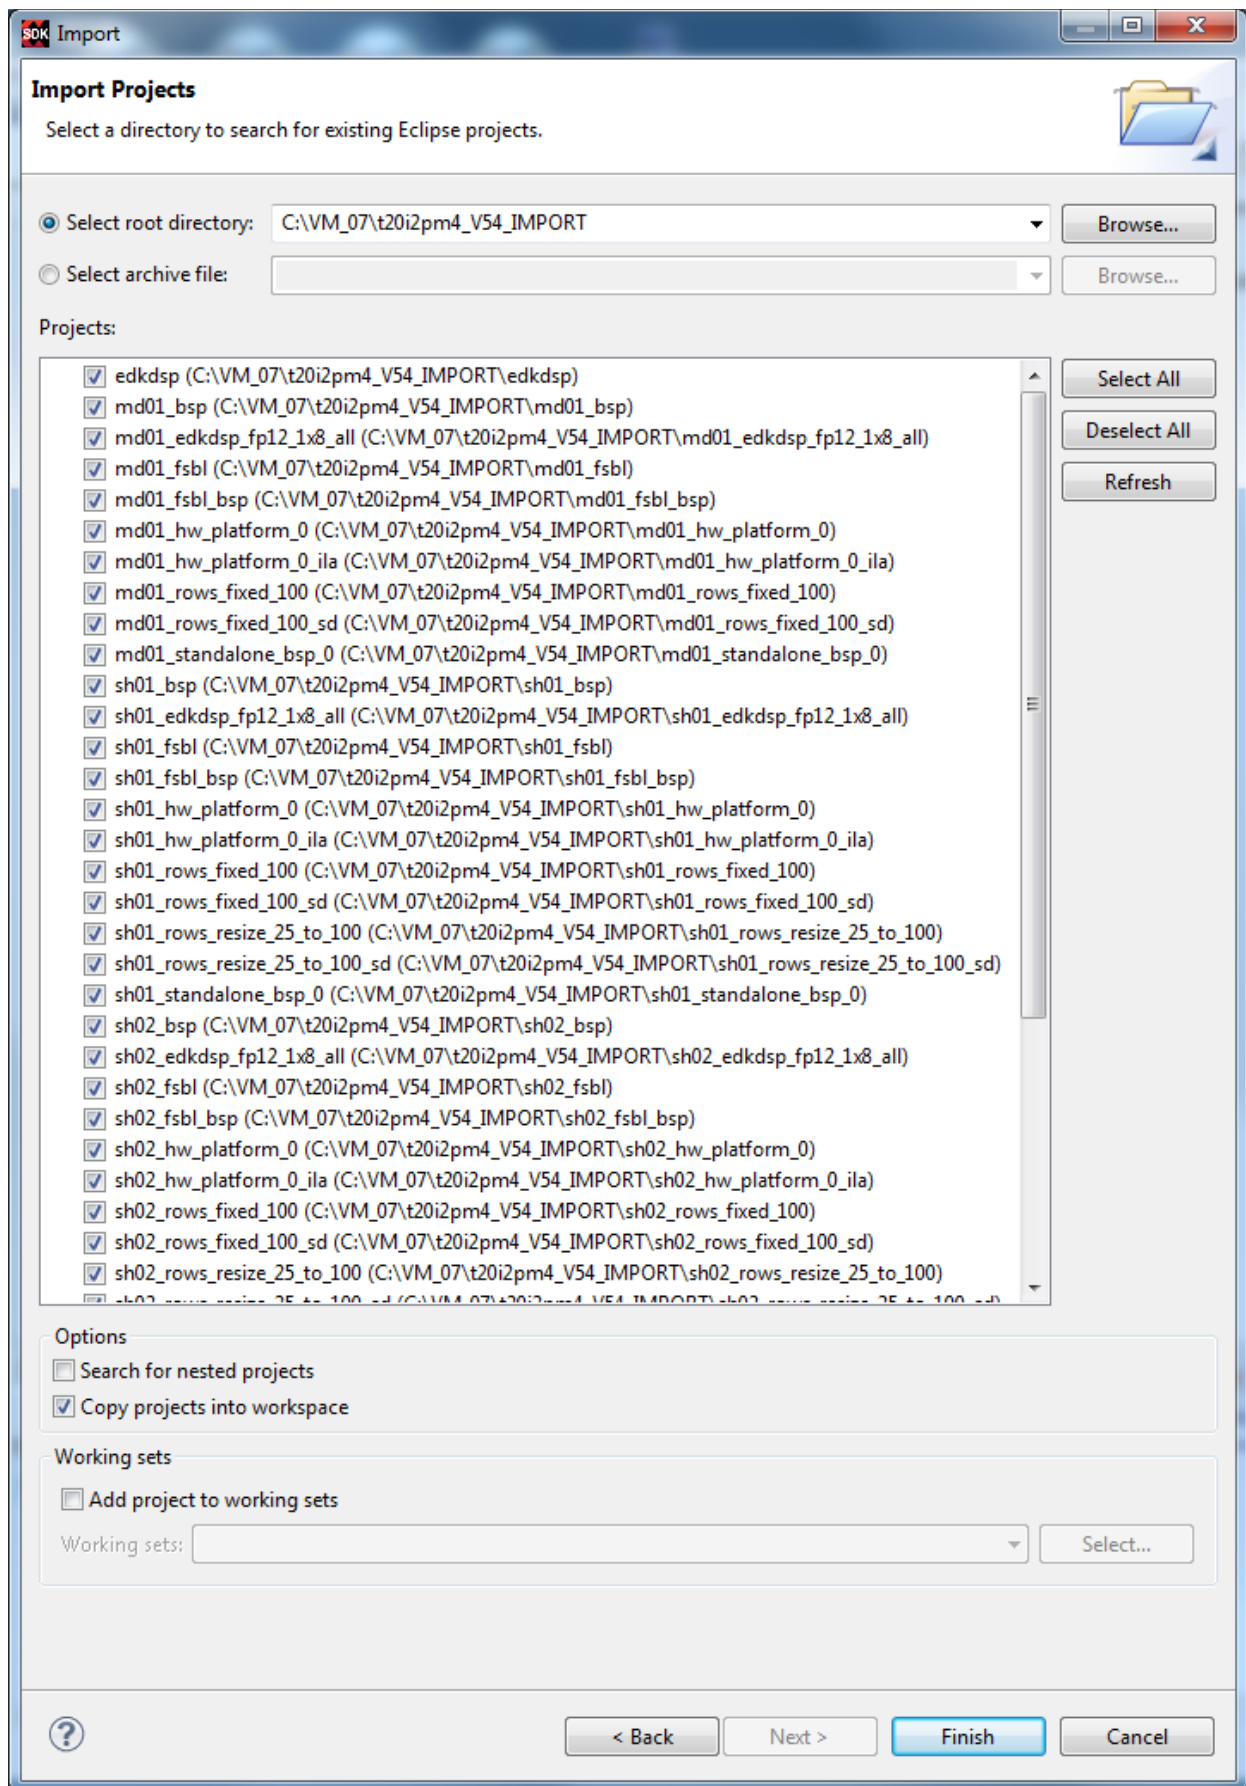 SDK Import
Import Projects
Select a directory to search for existing Eclipse projects.
Select root directory: C:\VM_07\t20i2pm4_V54_IMPORT Browse...
Select archive file: Browse...
Projects:
edkdsp (C:\VM_07\t20i2pm4_V54_IMPORT\edkdsp)
md01_bsp (C:\VM_07\t20i2pm4_V54_IMPORT\md01_bsp)
md01_edkdsp_fp12_1x8_all (C:\VM_07\t20i2pm4_V54_IMPORT\md01_edkdsp_fp12_1x8_all)
md01_fsbl (C:\VM_07\t20i2pm4_V54_IMPORT\md01_fsbl)
md01_fsbl_bsp (C:\VM_07\t20i2pm4_V54_IMPORT\md01_fsbl_bsp)
md01_hw_platform_0 (C:\VM_07\t20i2pm4_V54_IMPORT\md01_hw_platform_0)
md01_hw_platform_0_ila (C:\VM_07\t20i2pm4_V54_IMPORT\md01_hw_platform_0_ila)
md01_rows_fixed_100 (C:\VM_07\t20i2pm4_V54_IMPORT\md01_rows_fixed_100)
md01_rows_fixed_100_sd (C:\VM_07\t20i2pm4_V54_IMPORT\md01_rows_fixed_100_sd)
md01_standalone_bsp_0 (C:\VM_07\t20i2pm4_V54_IMPORT\md01_standalone_bsp_0)
sh01_bsp (C:\VM_07\t20i2pm4_V54_IMPORT\sh01_bsp)
sh01_edkdsp_fp12_1x8_all (C:\VM_07\t20i2pm4_V54_IMPORT\sh01_edkdsp_fp12_1x8_all)
sh01_fsbl (C:\VM_07\t20i2pm4_V54_IMPORT\sh01_fsbl)
sh01_fsbl_bsp (C:\VM_07\t20i2pm4_V54_IMPORT\sh01_fsbl_bsp)
sh01_hw_platform_0 (C:\VM_07\t20i2pm4_V54_IMPORT\sh01_hw_platform_0)
sh01_hw_platform_0_ila (C:\VM_07\t20i2pm4_V54_IMPORT\sh01_hw_platform_0_ila)
sh01_rows_fixed_100 (C:\VM_07\t20i2pm4_V54_IMPORT\sh01_rows_fixed_100)
sh01_rows_fixed_100_sd (C:\VM_07\t20i2pm4_V54_IMPORT\sh01_rows_fixed_100_sd)
sh01_rows_resize_25_to_100 (C:\VM_07\t20i2pm4_V54_IMPORT\sh01_rows_resize_25_to_100)
sh01_rows_resize_25_to_100_sd (C:\VM_07\t20i2pm4_V54_IMPORT\sh01_rows_resize_25_to_100_sd)
sh01_standalone_bsp_0 (C:\VM_07\t20i2pm4_V54_IMPORT\sh01_standalone_bsp_0)
sh02_bsp (C:\VM_07\t20i2pm4_V54_IMPORT\sh02_bsp)
sh02_edkdsp_fp12_1x8_all (C:\VM_07\t20i2pm4_V54_IMPORT\sh02_edkdsp_fp12_1x8_all)
sh02_fsbl (C:\VM_07\t20i2pm4_V54_IMPORT\sh02_fsbl)
sh02_fsbl_bsp (C:\VM_07\t20i2pm4_V54_IMPORT\sh02_fsbl_bsp)
sh02_hw_platform_0 (C:\VM_07\t20i2pm4_V54_IMPORT\sh02_hw_platform_0)
sh02_hw_platform_0_ila (C:\VM_07\t20i2pm4_V54_IMPORT\sh02_hw_platform_0_ila)
sh02_rows_fixed_100 (C:\VM_07\t20i2pm4_V54_IMPORT\sh02_rows_fixed_100)
sh02_rows_fixed_100_sd (C:\VM_07\t20i2pm4_V54_IMPORT\sh02_rows_fixed_100_sd)
sh02_rows_resize_25_to_100 (C:\VM_07\t20i2pm4_V54_IMPORT\sh02_rows_resize_25_to_100)
sh02_rows_resize_25_to_100_sd (C:\VM_07\t20i2pm4_V54_IMPORT\sh02_rows_resize_25_to_100_sd)
Select All
Deselect All
Refresh
Options
Search for nested projects
Copy projects into workspace
Working sets
Add project to working sets
Working sets: Select...
? < Back Next > Finish Cancel